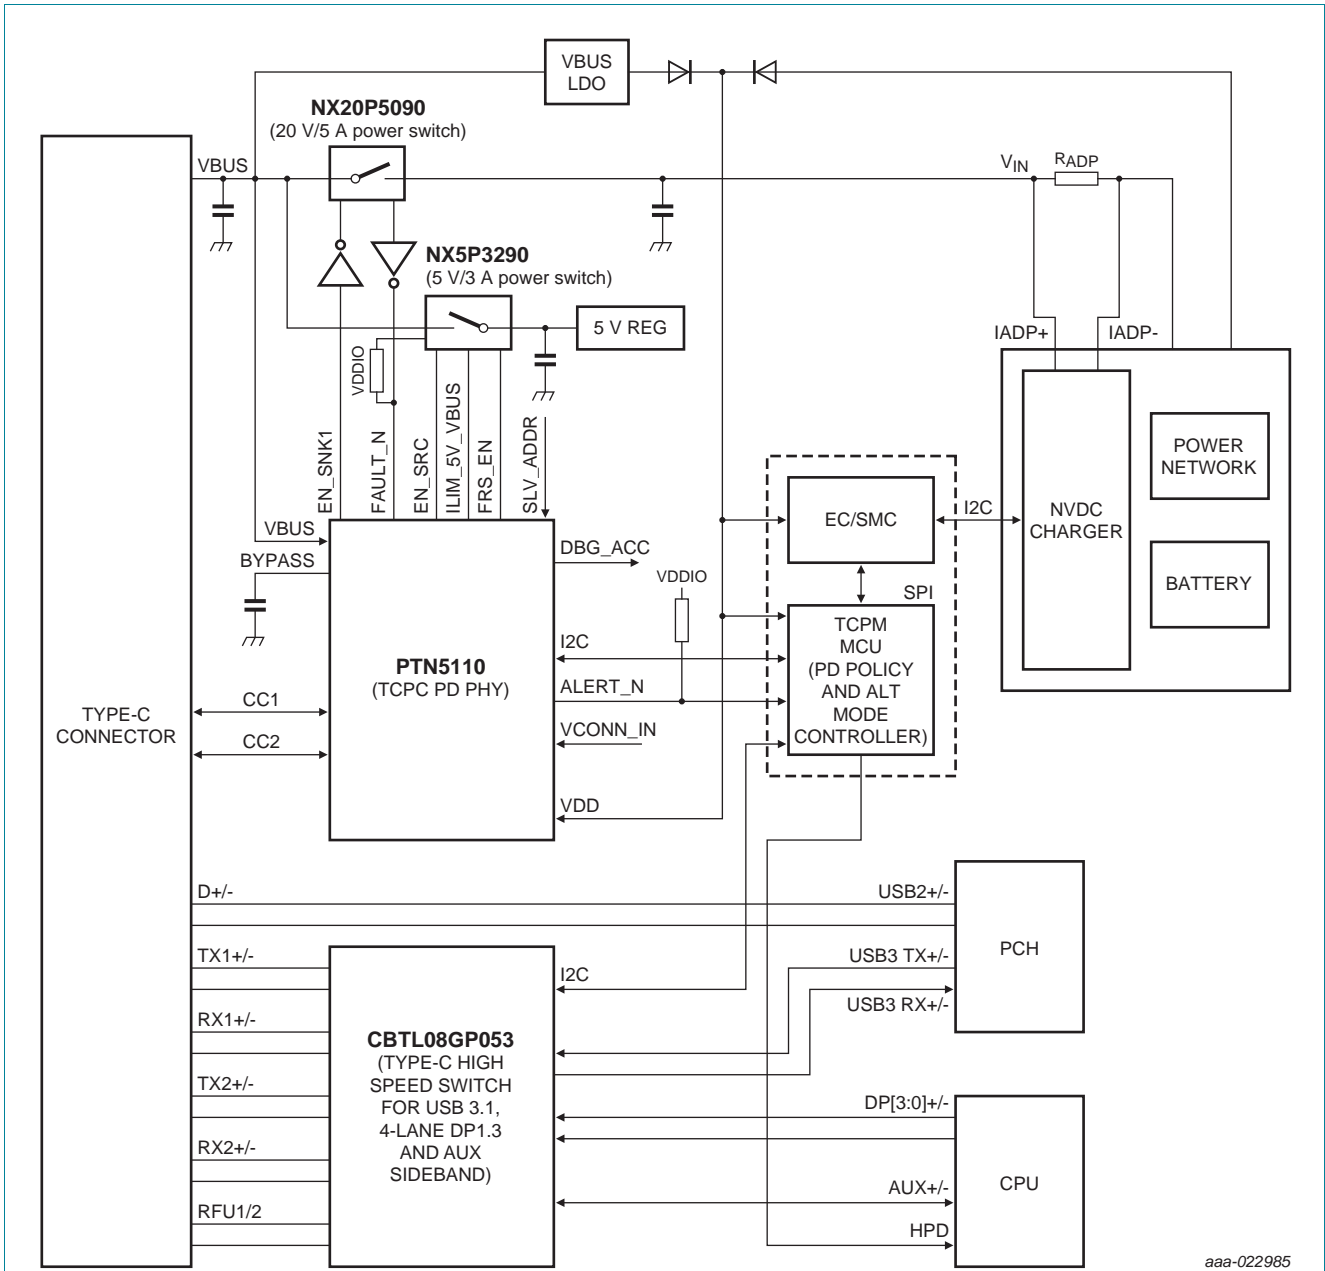 VBUS
LDO
NX20P5090
(20 V/5 A power switch)
VBUS
VIN
RADP
NX5P3290
(5 V/3 A power switch)
5 V REG
IADP+
IADP-
VDDIO
EN_SNK1
FAULT_N
EN_SRC
ILIM_5V_VBUS
FRS_EN
SLV_ADDR
POWER
NETWORK
EC/SMC
I2C
NVDC
CHARGER
VBUS
DBG_ACC
BYPASS
VDDIO
BATTERY
SPI
TCPM
MCU
(PD POLICY
AND ALT
MODE
CONTROLLER)
I2C
PTN5110
(TCPC PD PHY)
ALERT_N
CC1
TYPE-C
CONNECTOR
VCONN_IN
CC2
VDD
D+/-
USB2+/-
PCH
TX1+/-
USB3 TX+/-
I2C
USB3 RX+/-
RX1+/-
CBTL08GP053
(TYPE-C HIGH
SPEED SWITCH
FOR USB 3.1,
4-LANE DP1.3
AND AUX
SIDEBAND)
TX2+/-
DP[3:0]+/-
RX2+/-
CPU
AUX+/-
RFU1/2
HPD
aaa-022985